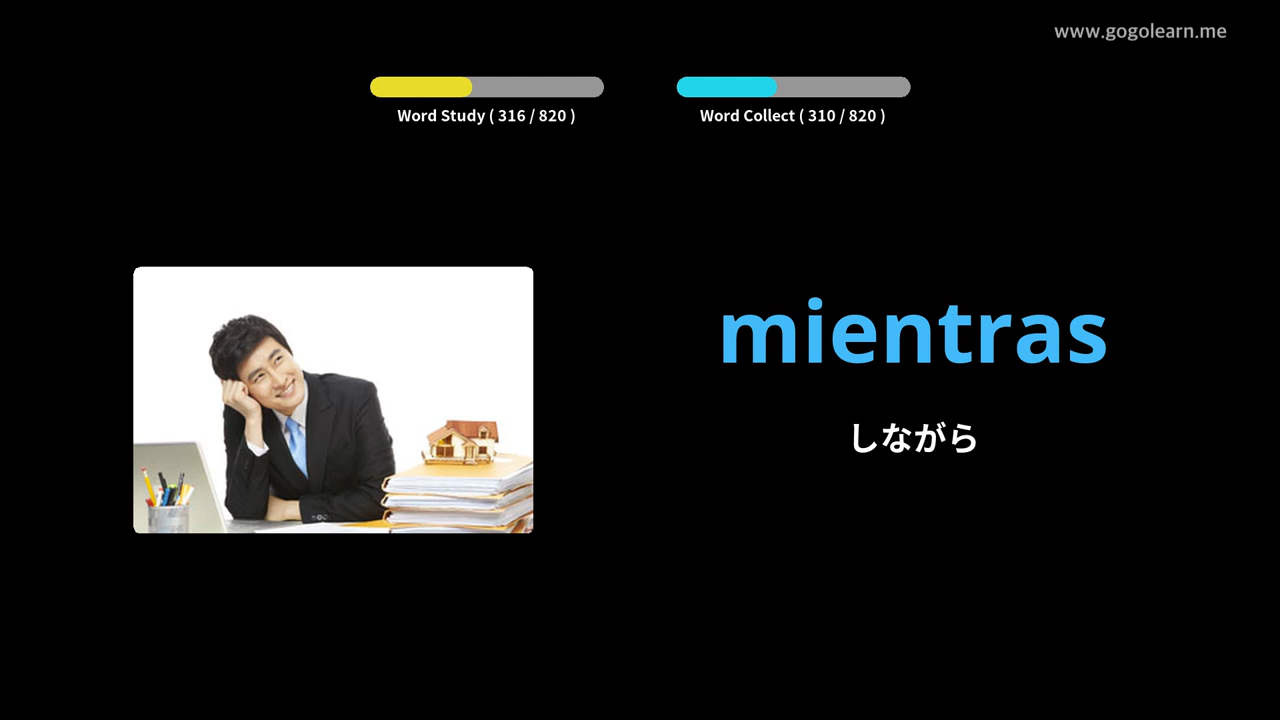 www.gogolearn.me
Word Study ( 316 / 820 )
Word Collect ( 310 / 820 )
mientras
しながら